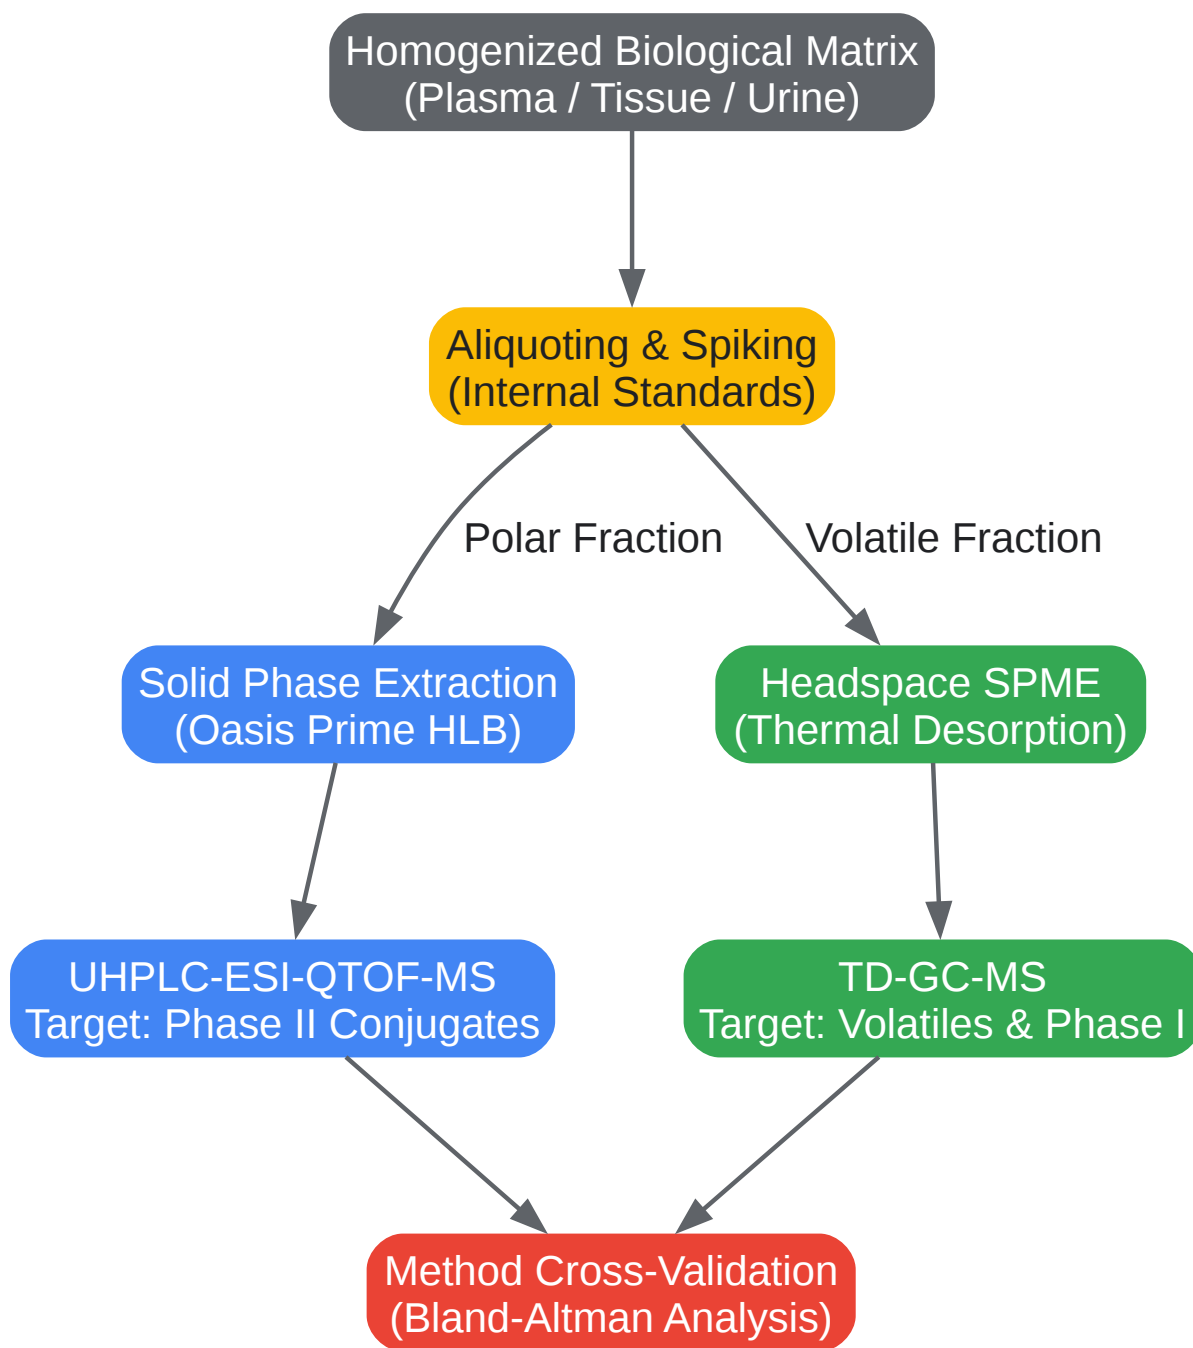 Homogenized Biological Matrix
(Plasma / Tissue / Urine)
Aliquoting & Spiking
(Internal Standards)
Polar Fraction
Volatile Fraction
Solid Phase Extraction
(Oasis Prime HLB)
Headspace SPME
(Thermal Desorption)
UHPLC-ESI-QTOF-MS
Target: Phase II Conjugates
TD-GC-MS
Target: Volatiles & Phase I
Method Cross-Validation
(Bland-Altman Analysis)